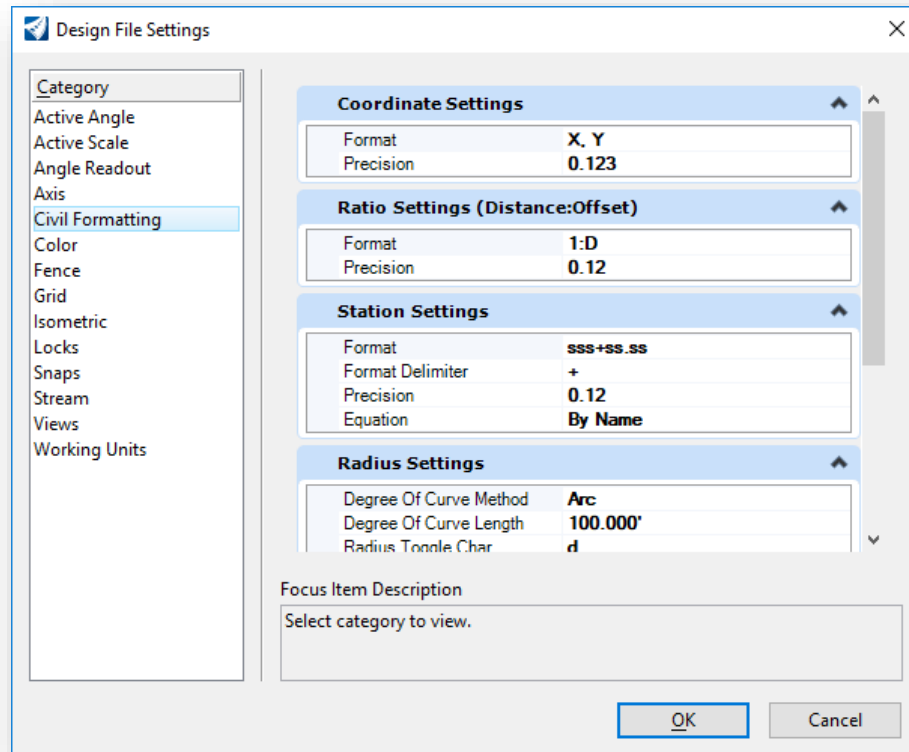 Design File Settings
Category
Active Angle
Active Scale
Angle Readout
Axis
Civil Formatting
Color
Fence
Grid
Isometric
Locks
Snaps
Stream
Views
Working Units
Coordinate Settings
Format X, Y
Precision 0.123
Ratio Settings (Distance:Offset)
Format 1:D
Precision 0.12
Station Settings
Format sss+ss.ss
Format Delimiter +
Precision 0.12
Equation By Name
Radius Settings
Degree Of Curve Method Arc
Degree Of Curve Length 100.000'
Radius Toggle Char d
Focus Item Description
Select category to view.
OK Cancel